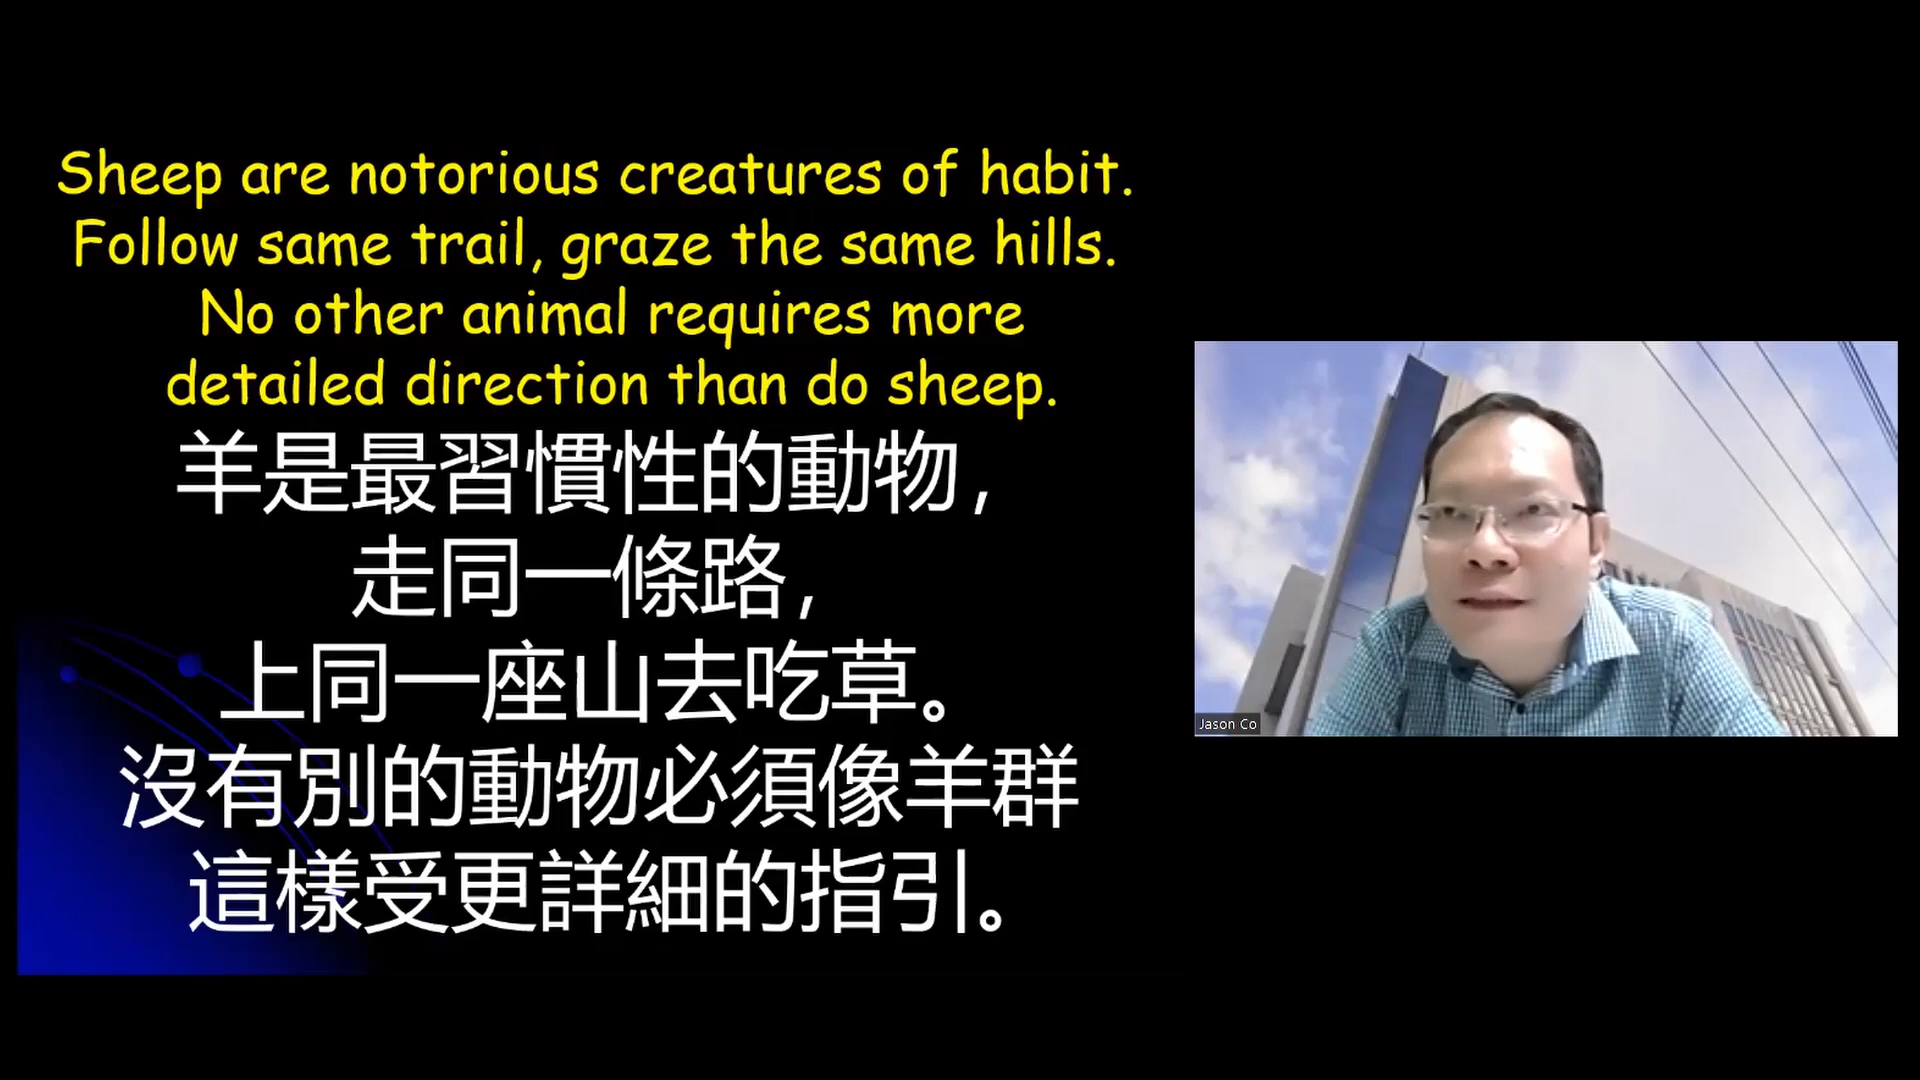 Sheep are notorious creatures of habit.
Follow same trail, graze the same hills.
No other animal requires more
detailed direction than do sheep.
羊是最習慣性的動物，
走同一條路，
上同一座山去吃草。
沒有別的動物必須像羊群
這樣受更詳細的指引。
Jason Co